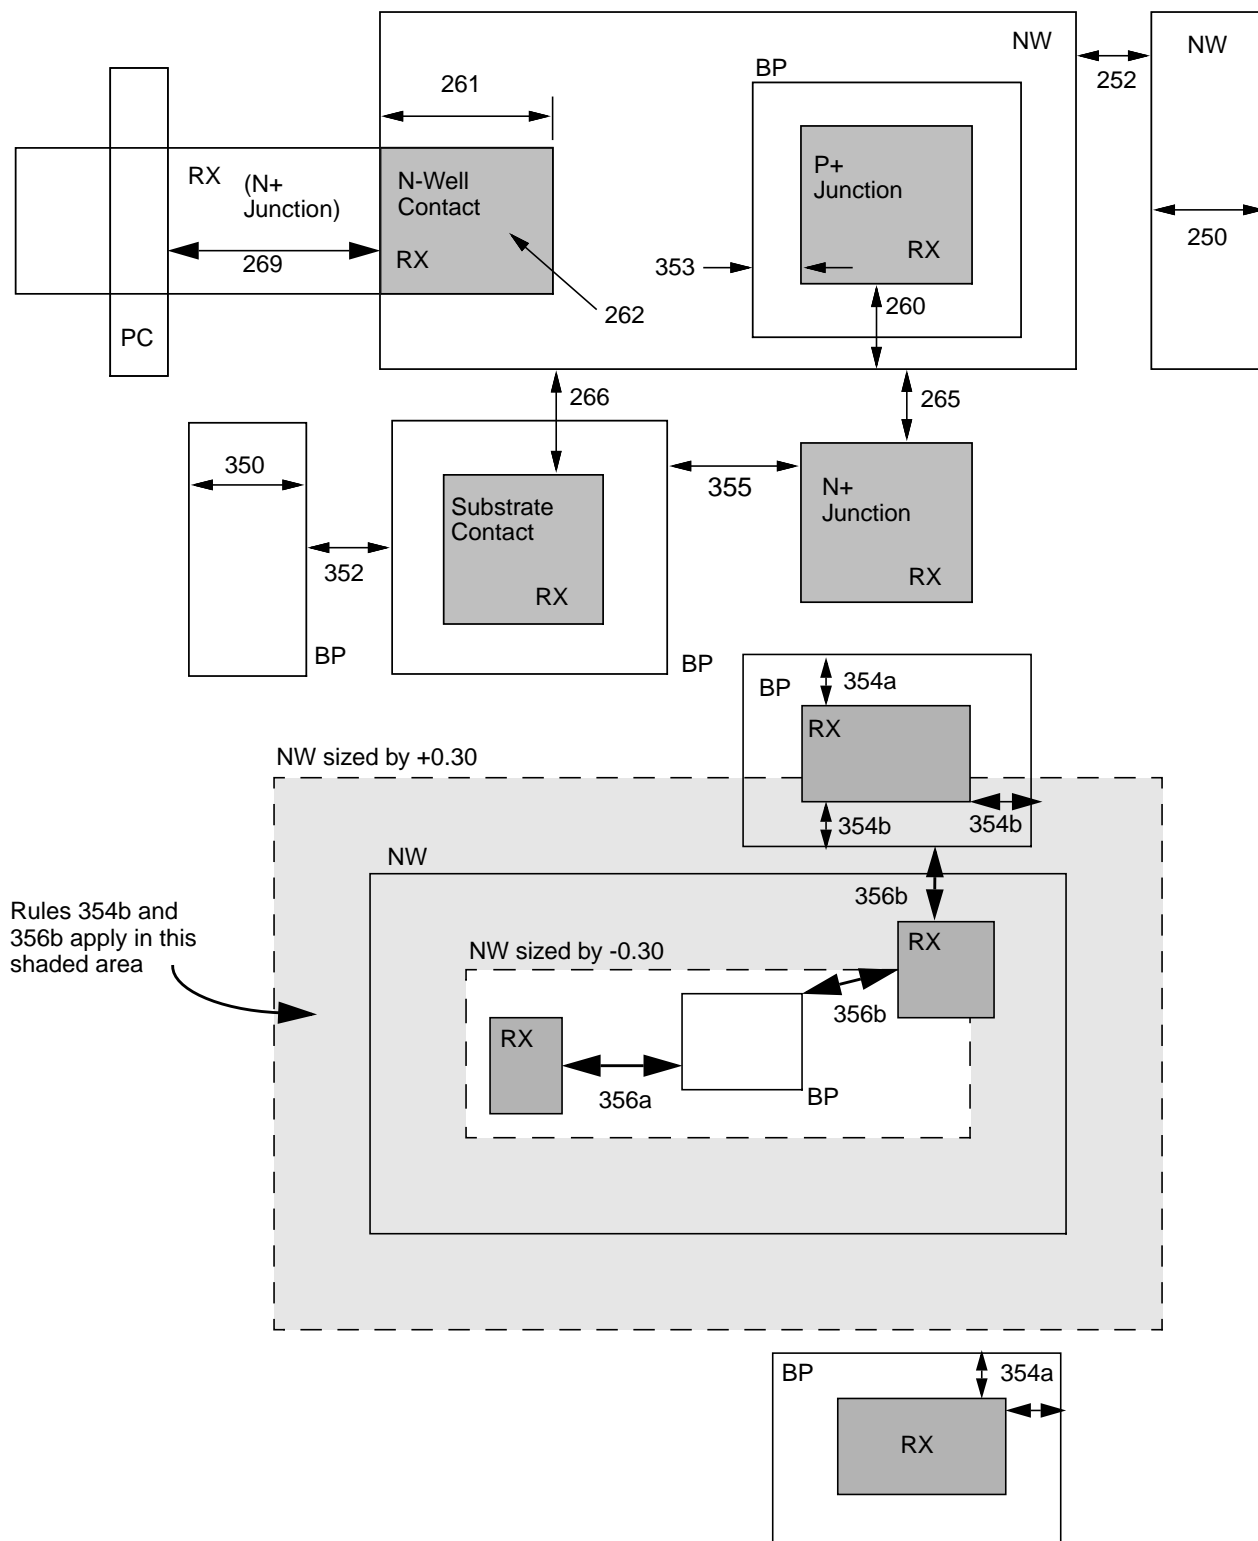 NW
NW
BP
252
261
P+
Junction
RX
(N+
Junction)
N-Well
Contact
250
RX
269
RX
353
260
262
PC
266
265
350
355
Substrate
Contact
N+
Junction
352
RX
RX
BP
BP
BP
354a
RX
NW sized by +0.30
354b
354b
NW
356b
Rules 354b and
356b apply in this
shaded area
RX
NW sized by -0.30
356b
RX
356a
BP
BP
354a
RX